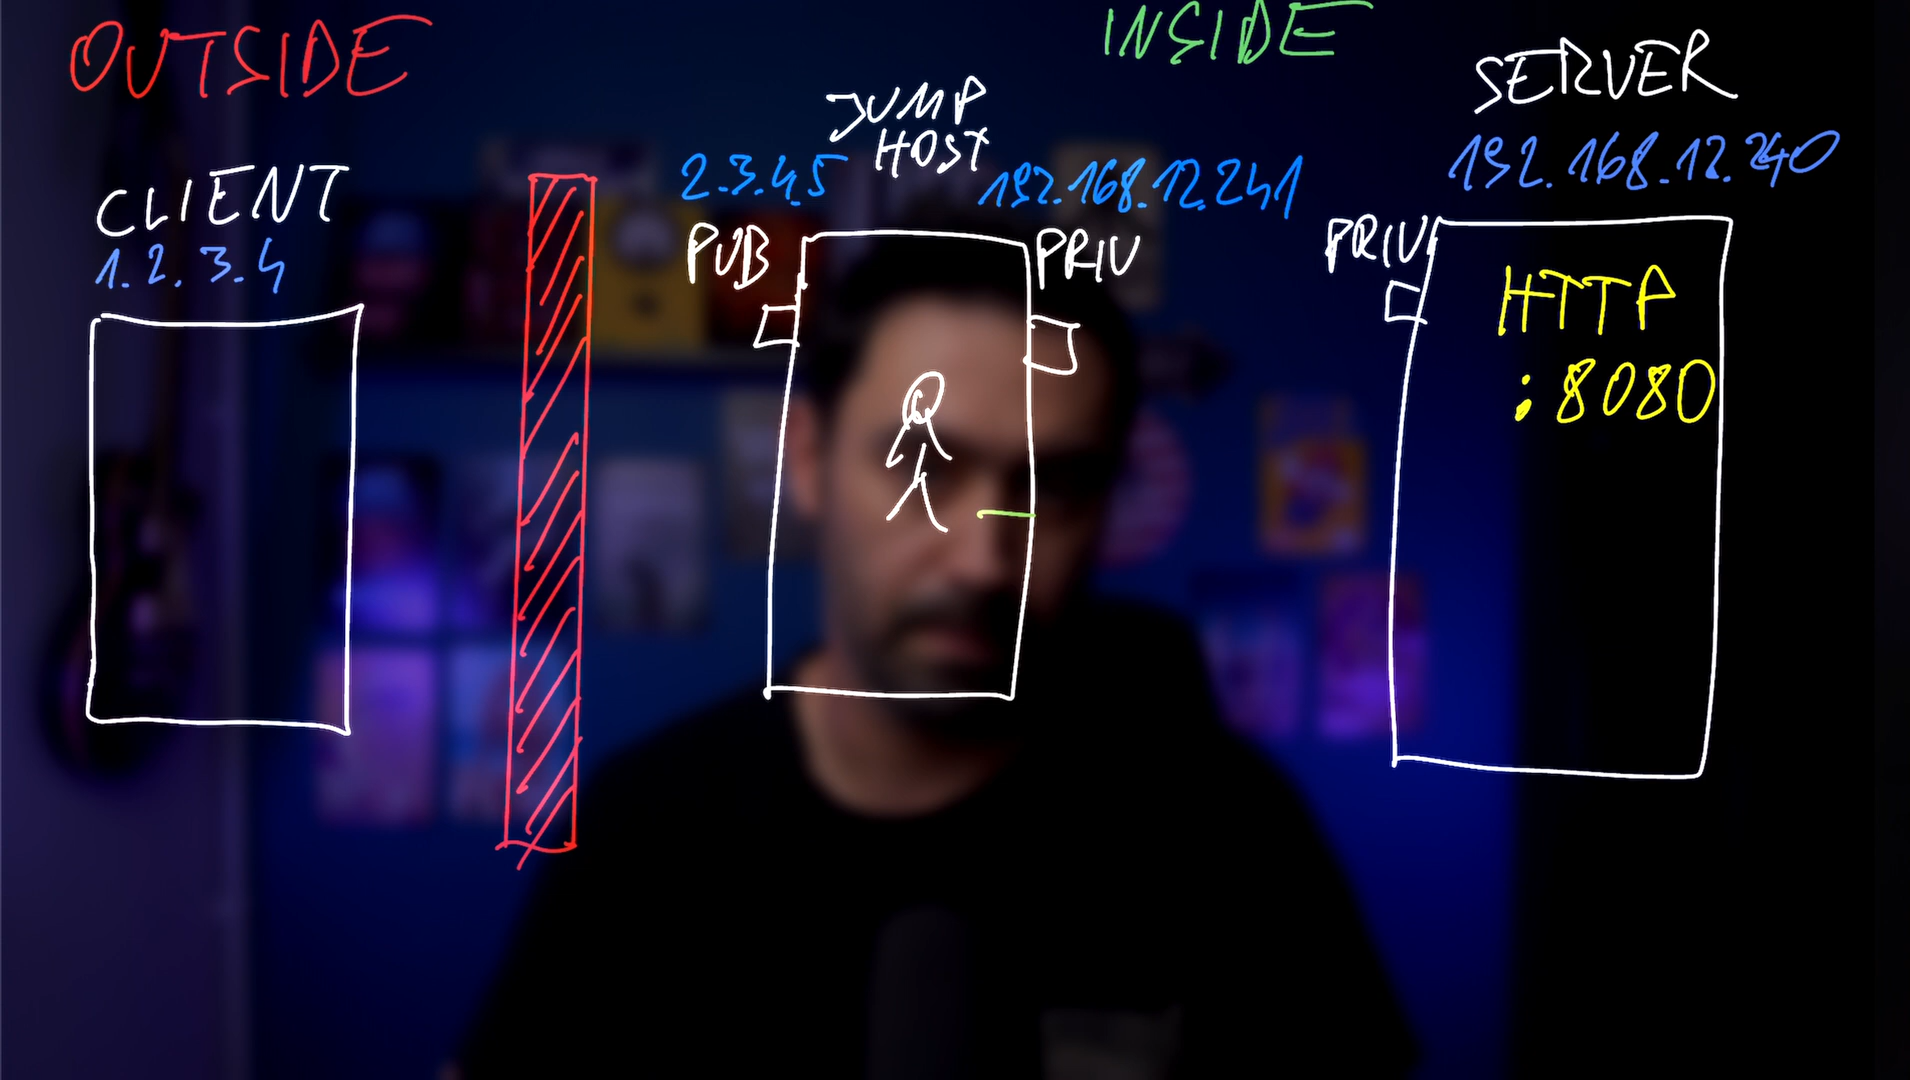 OUTSIDE
INSIDE
CLIENT
1.2.3.4
JUMP
HOST
2.3.4.5
192.168.12.241
PUB
PRIV
SERVER
192.168.12.240
PRIV
HTTP
:8080